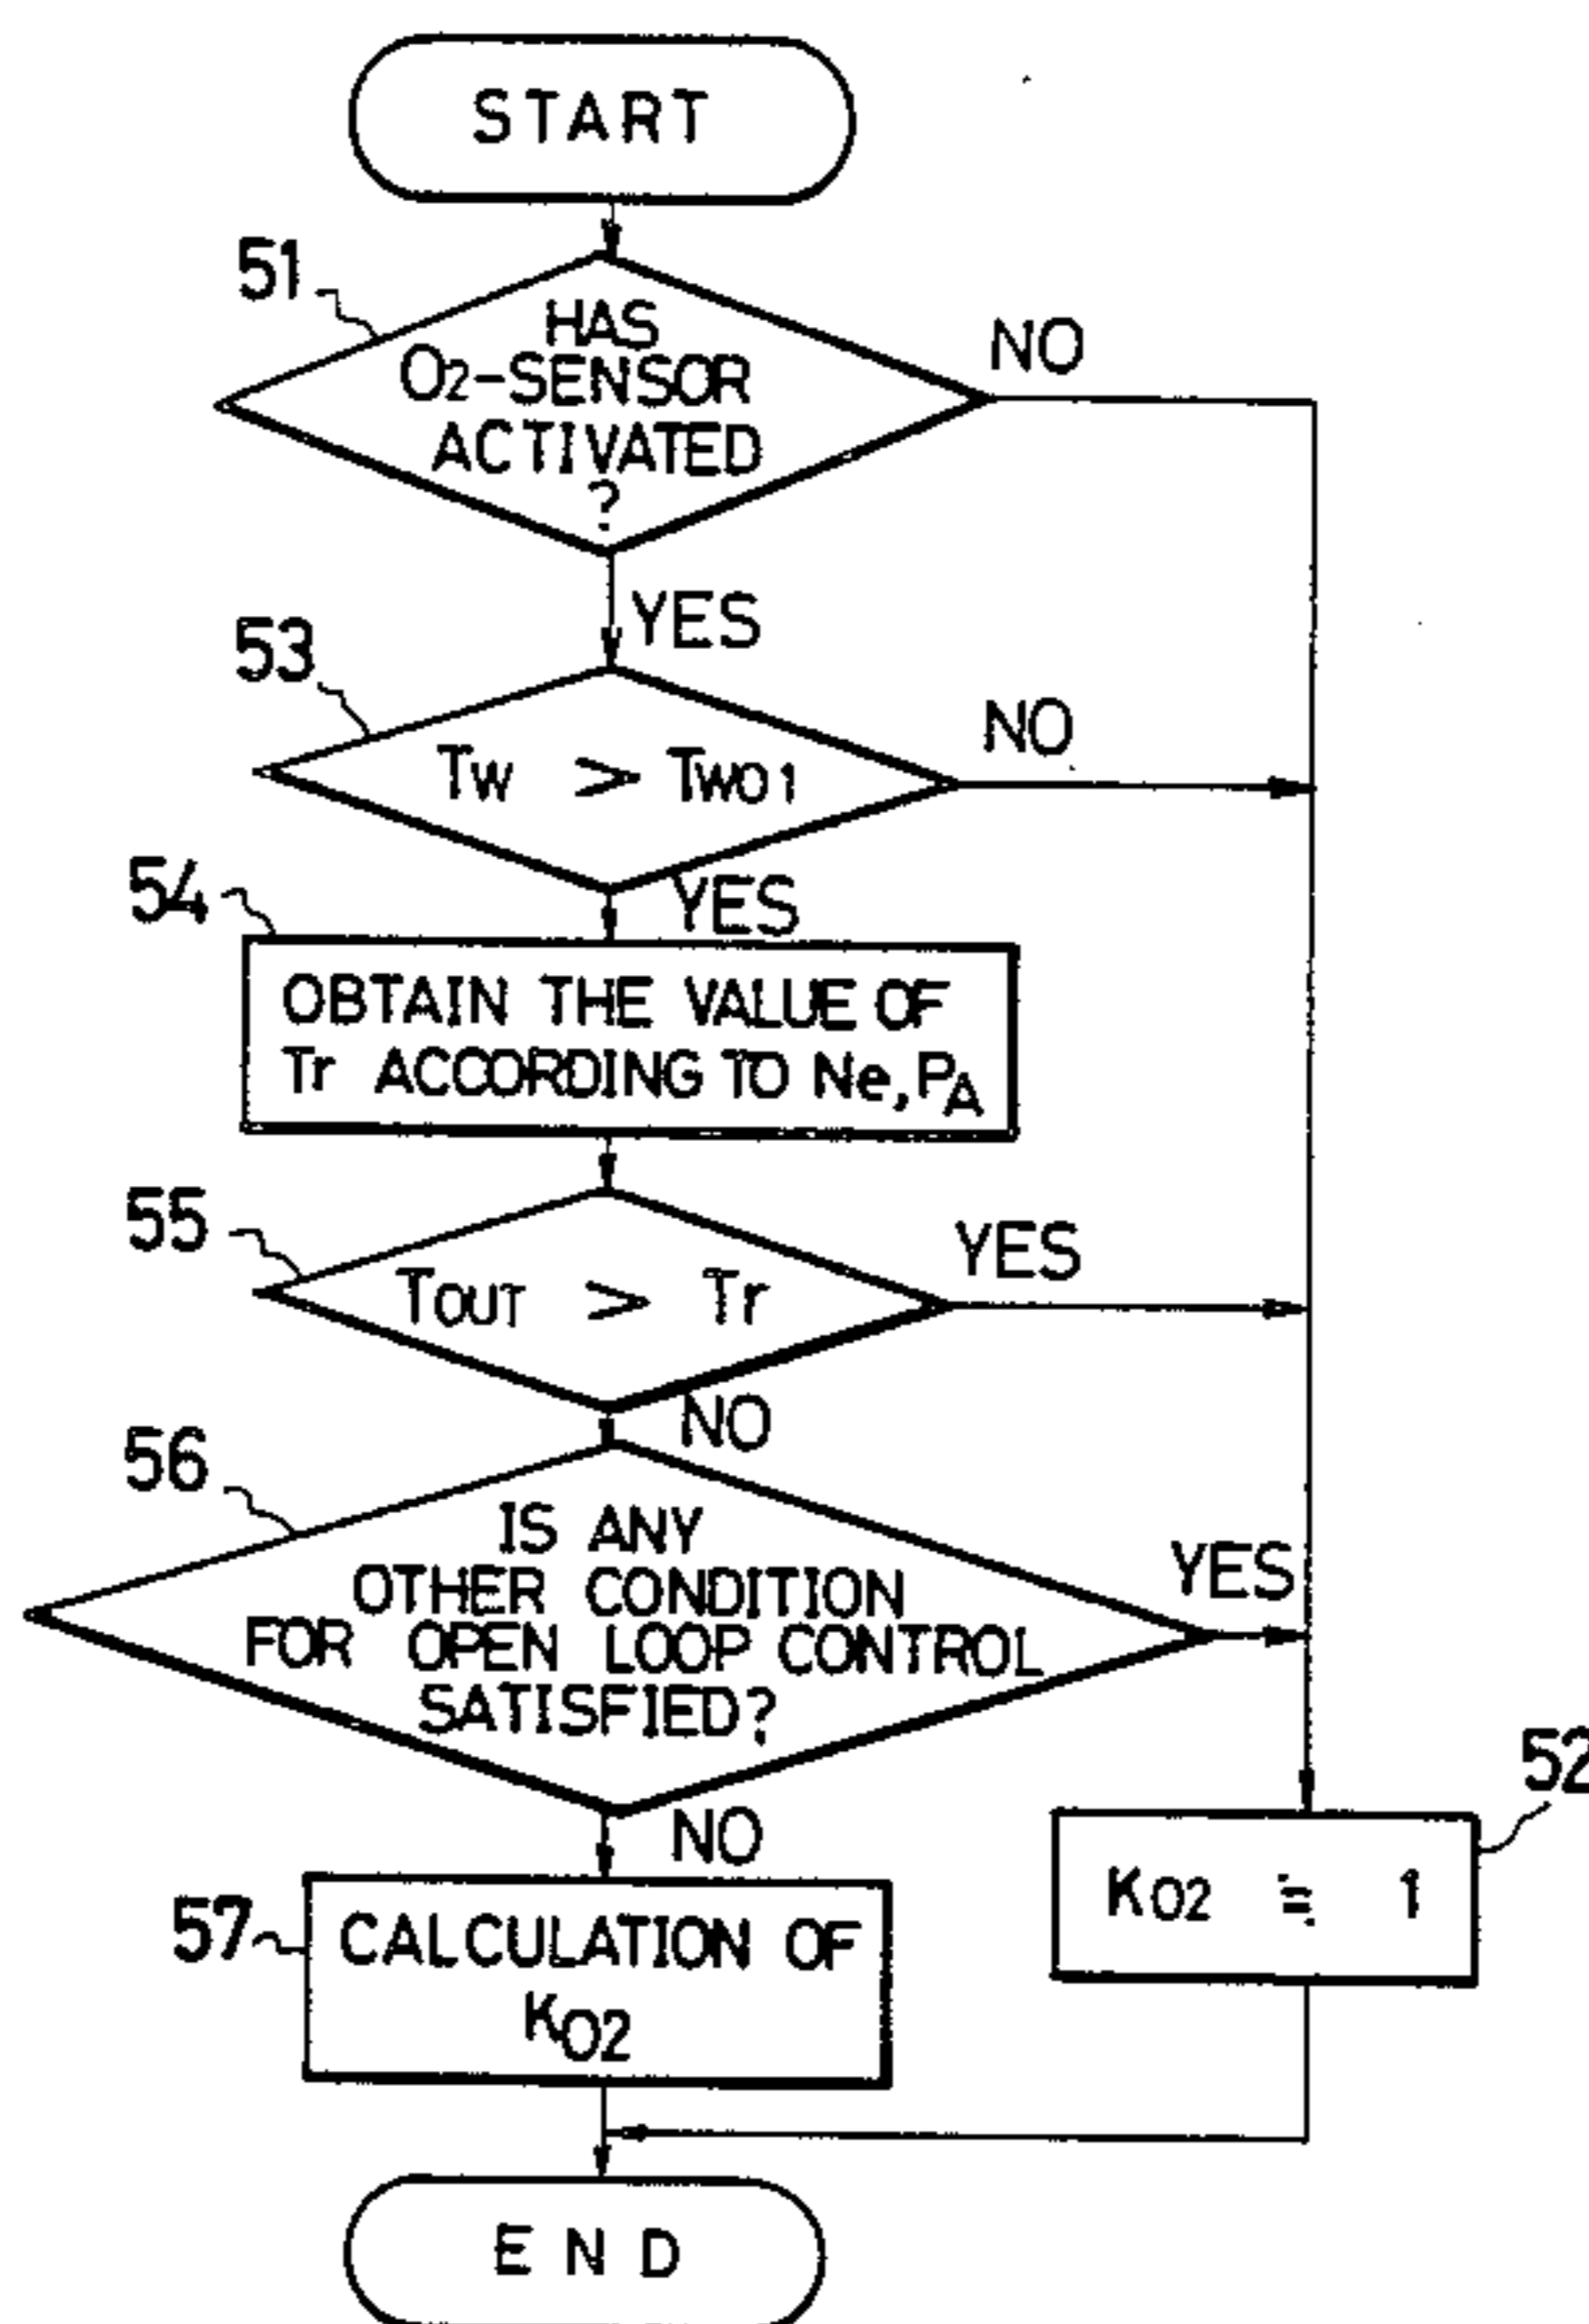 START
51
HAS
O2-SENSOR
ACTIVATED
?
NO
YES
53
TW > TWO1
NO
YES
54
OBTAIN THE VALUE OF
Tr ACCORDING TO Ne, PA
55
TOUT > Tr
YES
NO
56
IS ANY
OTHER CONDITION
FOR OPEN LOOP CONTROL
SATISFIED?
YES
NO
52
KO2 ≒ 1
57
CALCULATION OF
KO2
END